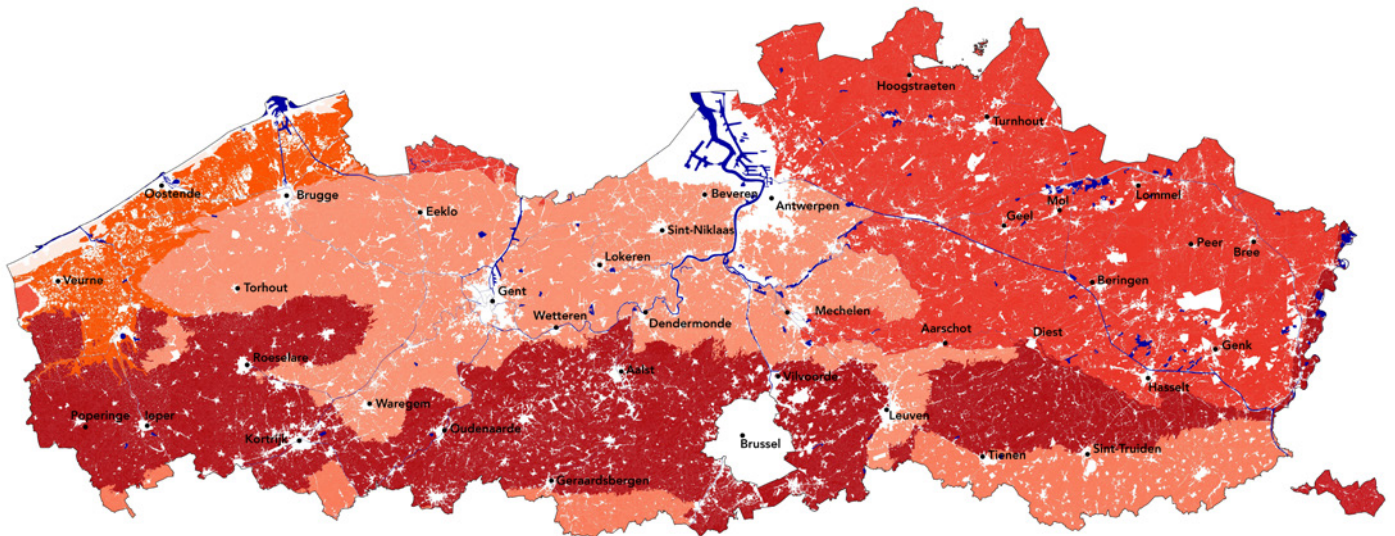 Hoogstraeten
Turnhout
Oostende
Brugge
Eeklo
Beveren
Antwerpen
Lommel
Mol
Geel
Sint-Niklaas
Peer
Bree
Lokeren
Veurne
Torhout
Gent
Beringen
Wetteren
Dendermonde
Mechelen
Aarschot
Diest
Genk
Roeselare
Aalst
Vilvoorde
Hasselt
Waregem
Leuven
Poperinge
Ieper
Kortrijk
Oudenaarde
Brussel
Tienen
Sint-Truiden
Geraardsbergen